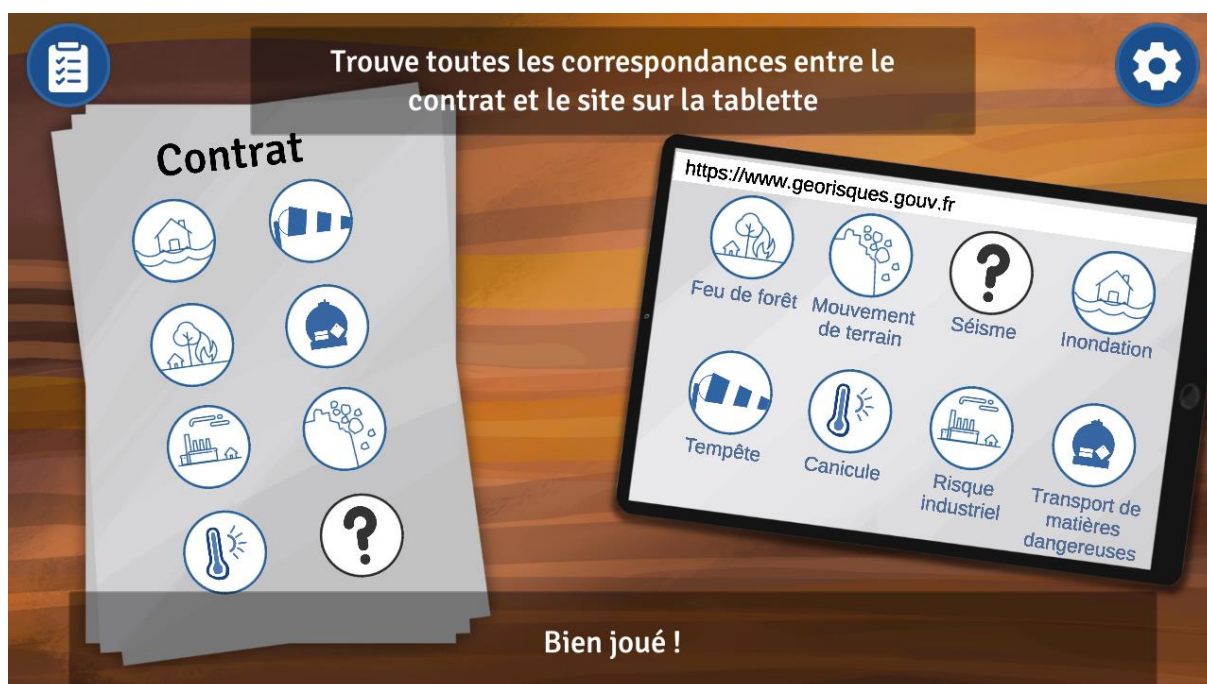 Trouve toutes les correspondances entre le
contrat et le site sur la tablette
Contrat
?
https://www.georisques.gouv.fr
?
Feu de forêt
Mouvement
de terrain
Séisme
Inondation
Tempête
Canicule
Risque
industriel
Transport de
matières
dangereuses
Bien joué !